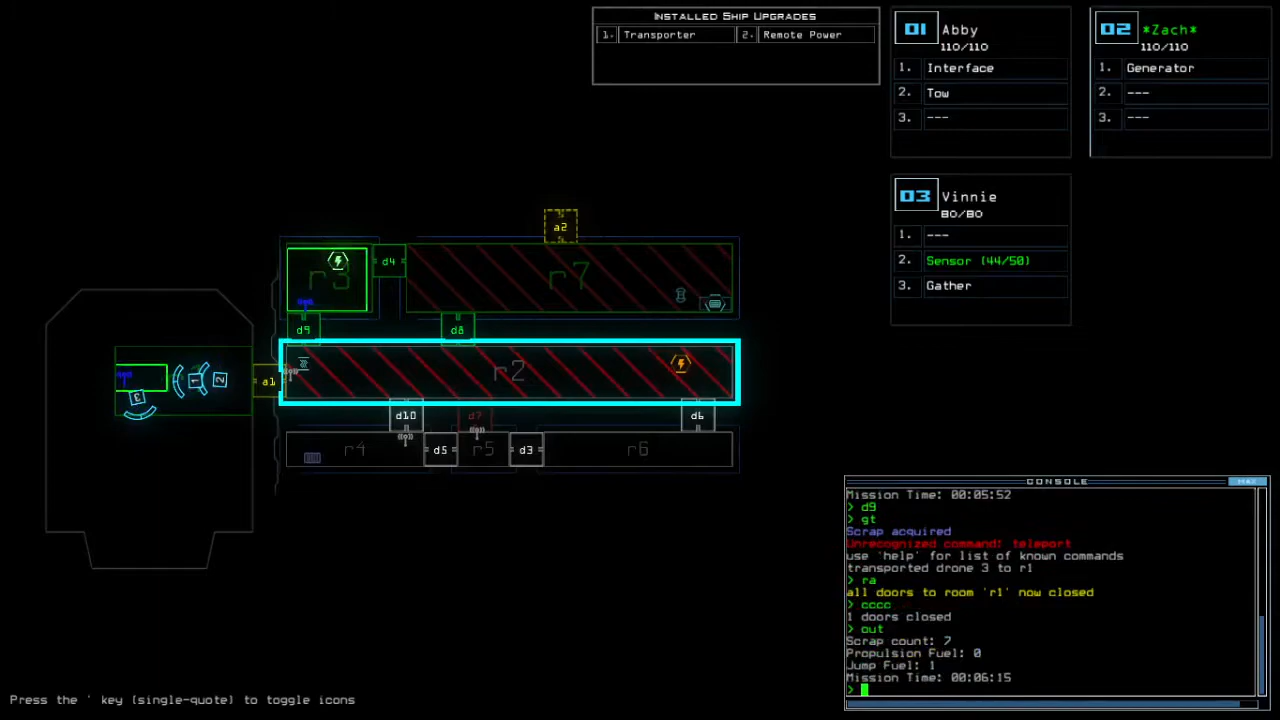 Installed Ship Upgrades
1. Transporter 2. Remote Power
01 Abby
110/110
1. Interface
2. Tow
3. ---
02 *Zach*
110/110
1. Generator
2. ---
3. ---
03 Vinnie
80/80
1. ---
2. Sensor (44/50)
3. Gather
a2
r3
d4
r7
d9
d8
a1
r2
d10
d7
d6
r4
d5
r5
d3
r6
1
2
3
CONSOLE
MAX
Mission Time: 00:05:52
> d9
> gt
Scrap acquired
Unrecognized command: teleport
use 'help' for list of known commands
transported drone 3 to r1
> ra
all doors to room 'r1' now closed
> cccc
1 doors closed
> out
Scrap count: 7
Propulsion Fuel: 0
Jump Fuel: 1
Mission Time: 00:06:15
>
Press the ' key (single-quote) to toggle icons